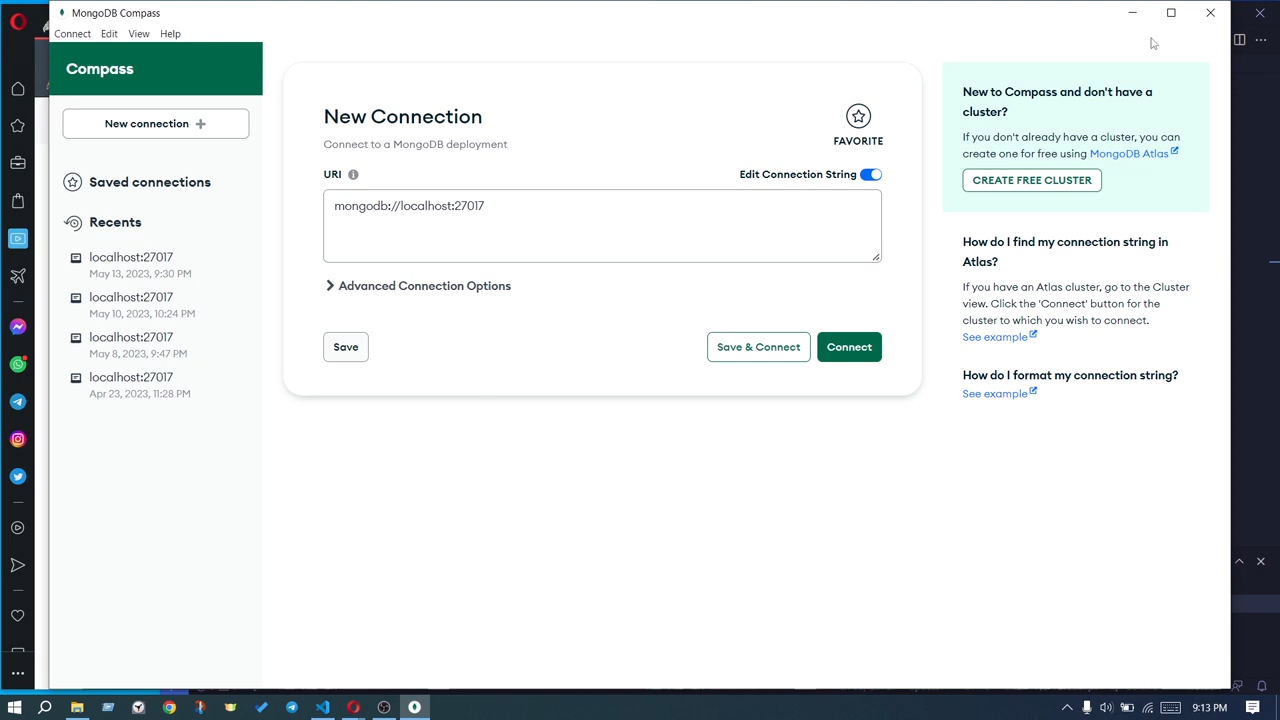 MongoDB Compass
Connect Edit View Help
Compass
New connection
Saved connections
Recents
localhost:27017
May 13, 2023, 9:30 PM
localhost:27017
May 10, 2023, 10:24 PM
localhost:27017
May 8, 2023, 9:47 PM
localhost:27017
Apr 23, 2023, 11:28 PM
New Connection
Connect to a MongoDB deployment
FAVORITE
URI
Edit Connection String
mongodb://localhost:27017
Advanced Connection Options
Save
Save & Connect
Connect
New to Compass and don't have a
cluster?
If you don't already have a cluster, you can
create one for free using MongoDB Atlas
CREATE FREE CLUSTER
How do I find my connection string in
Atlas?
If you have an Atlas cluster, go to the Cluster
view. Click the 'Connect' button for the
cluster to which you wish to connect.
See example
How do I format my connection string?
See example
9:13 PM